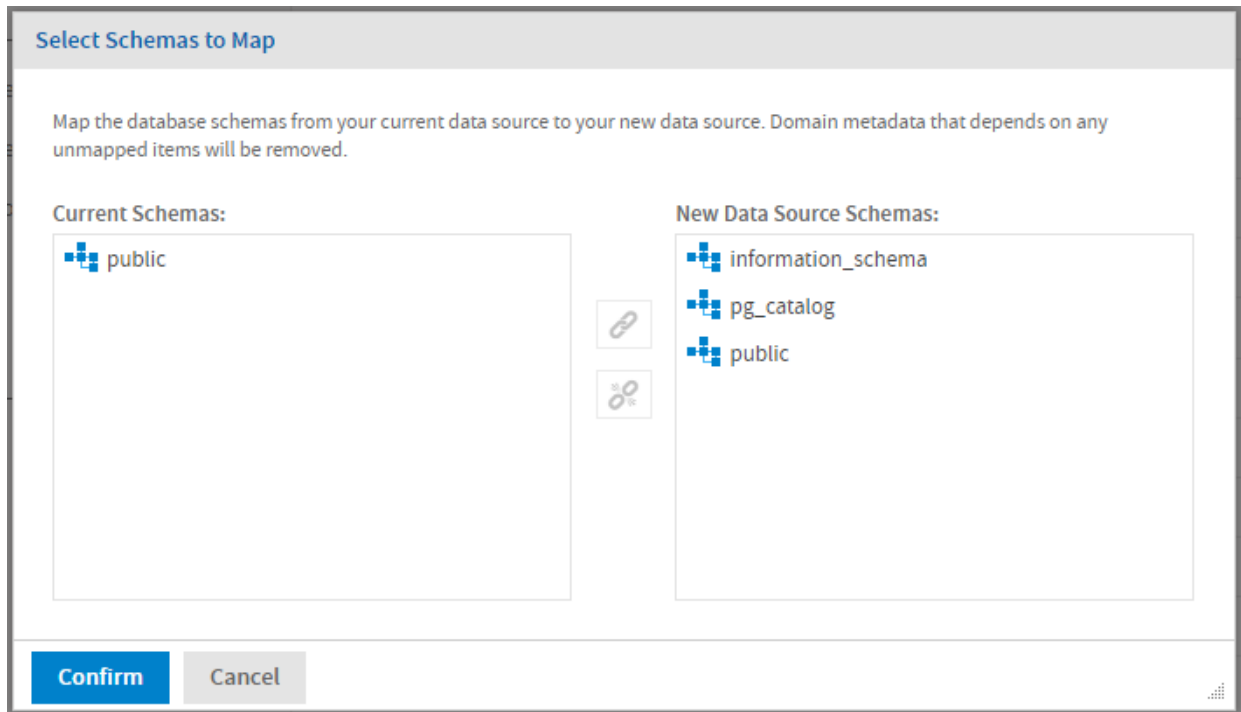 Select Schemas to Map
Map the database schemas from your current data source to your new data source. Domain metadata that depends on any
unmapped items will be removed.
Current Schemas:
public
New Data Source Schemas:
information_schema
pg_catalog
public
Confirm
Cancel